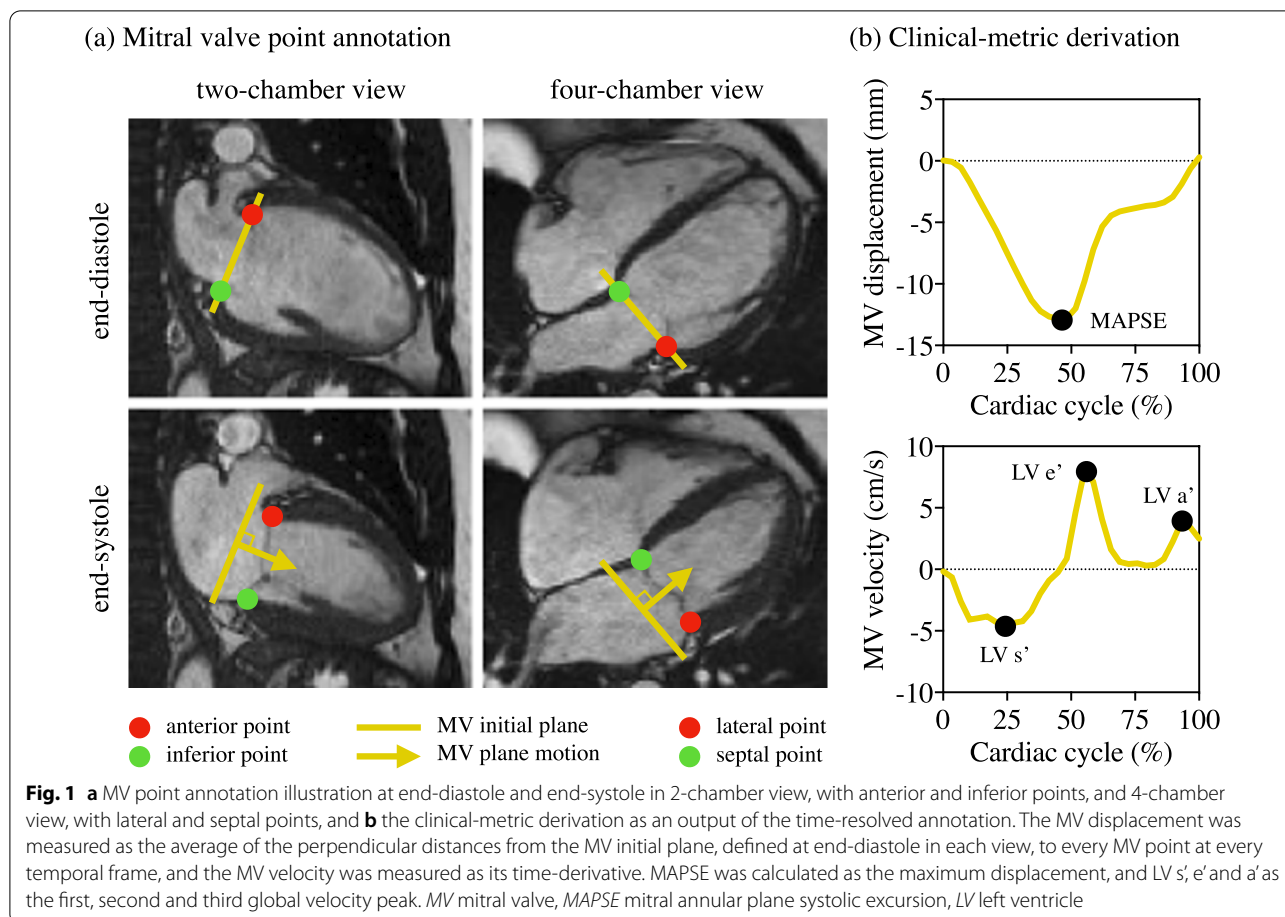 (a) Mitral valve point annotation
two-chamber view
four-chamber view
end-diastole
end-systole
anterior point
MV initial plane
lateral point
inferior point
MV plane motion
septal point
(b) Clinical-metric derivation
MV displacement (mm)
5
0
-5
-10
-15
MAPSE
0
25
50
75
100
Cardiac cycle (%)
MV velocity (cm/s)
10
5
0
-5
-10
LV e’
LV a’
LV s’
0
25
50
75
100
Cardiac cycle (%)
Fig. 1 a MV point annotation illustration at end-diastole and end-systole in 2-chamber view, with anterior and inferior points, and 4-chamber
view, with lateral and septal points, and b the clinical-metric derivation as an output of the time-resolved annotation. The MV displacement was
measured as the average of the perpendicular distances from the MV initial plane, defined at end-diastole in each view, to every MV point at every
temporal frame, and the MV velocity was measured as its time-derivative. MAPSE was calculated as the maximum displacement, and LV s’, e’ and a’ as
the first, second and third global velocity peak. MV mitral valve, MAPSE mitral annular plane systolic excursion, LV left ventricle